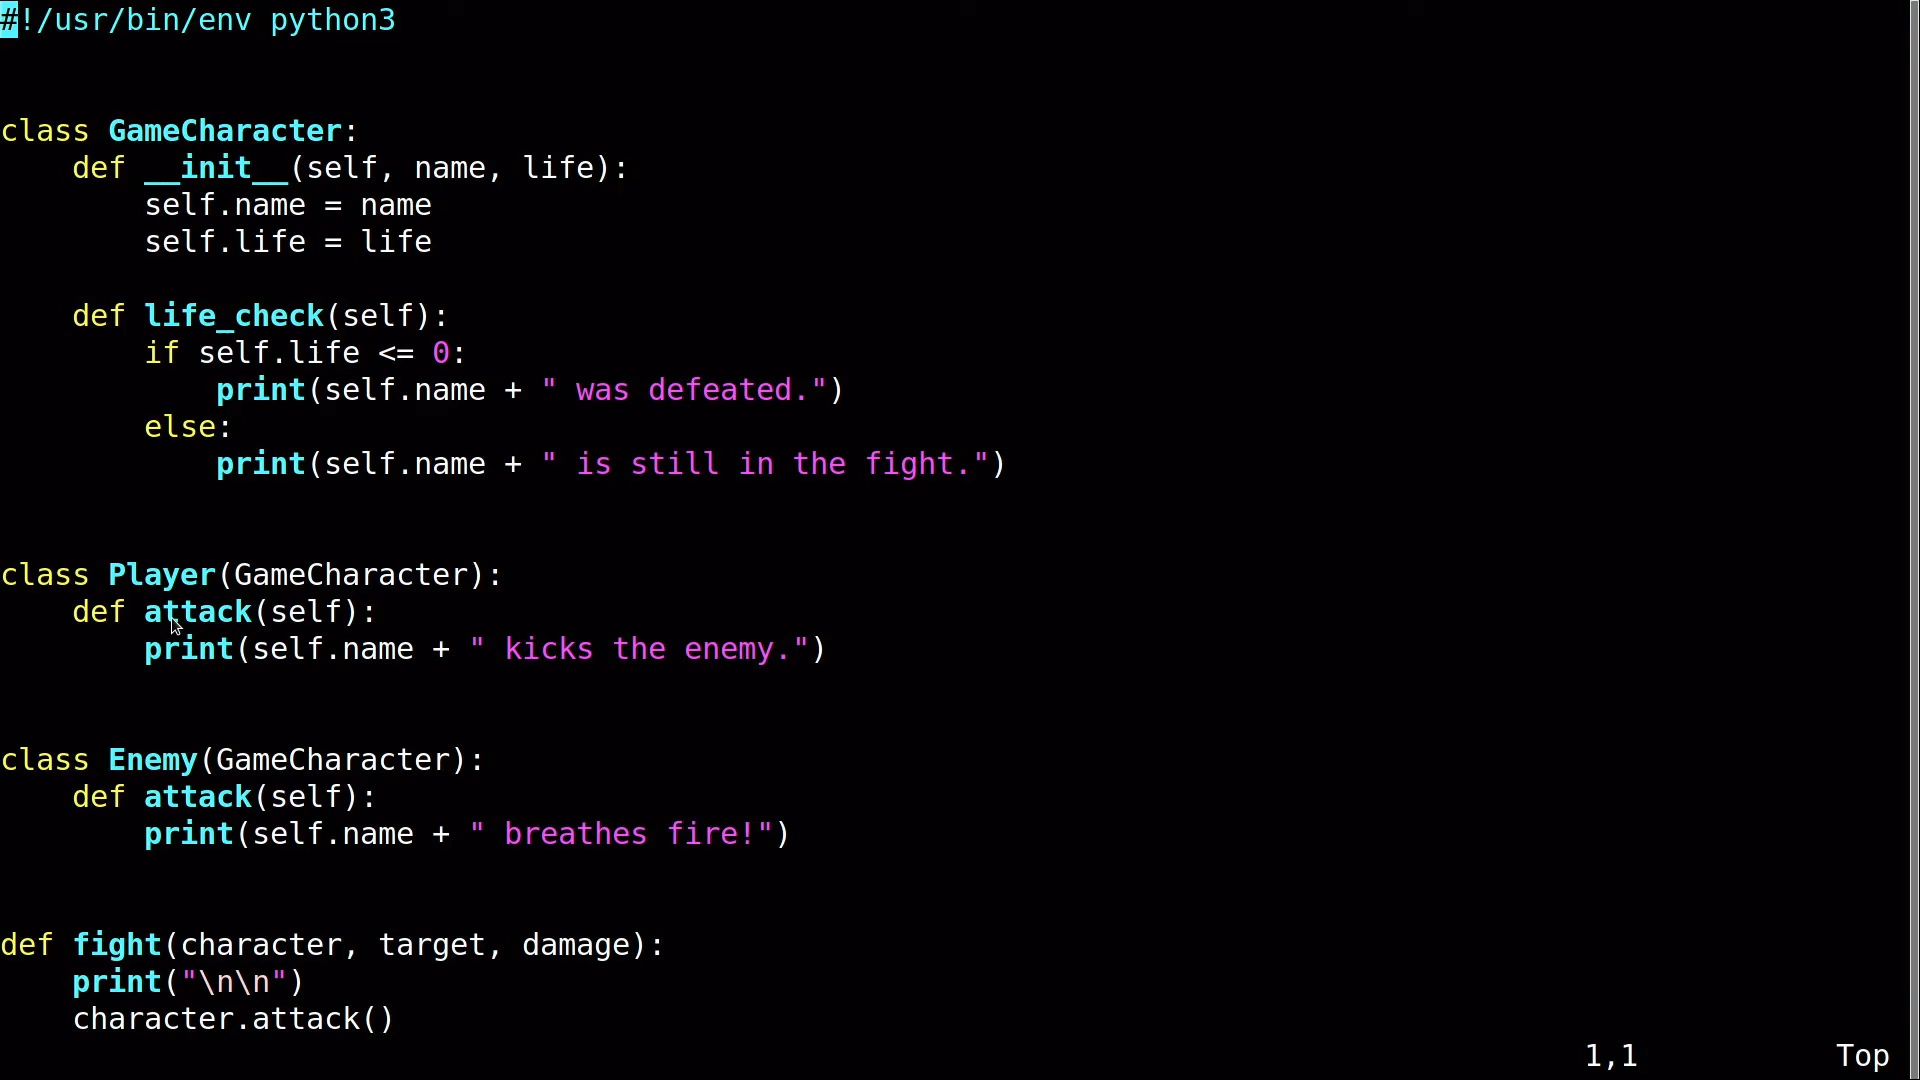 #!/usr/bin/env python3
class GameCharacter:
    def __init__(self, name, life):
        self.name = name
        self.life = life
    def life_check(self):
        if self.life <= 0:
            print(self.name + " was defeated.")
        else:
            print(self.name + " is still in the fight.")
class Player(GameCharacter):
    def attack(self):
        print(self.name + " kicks the enemy.")
class Enemy(GameCharacter):
    def attack(self):
        print(self.name + " breathes fire!")
def fight(character, target, damage):
    print("\n\n")
    character.attack()
1,1 Top